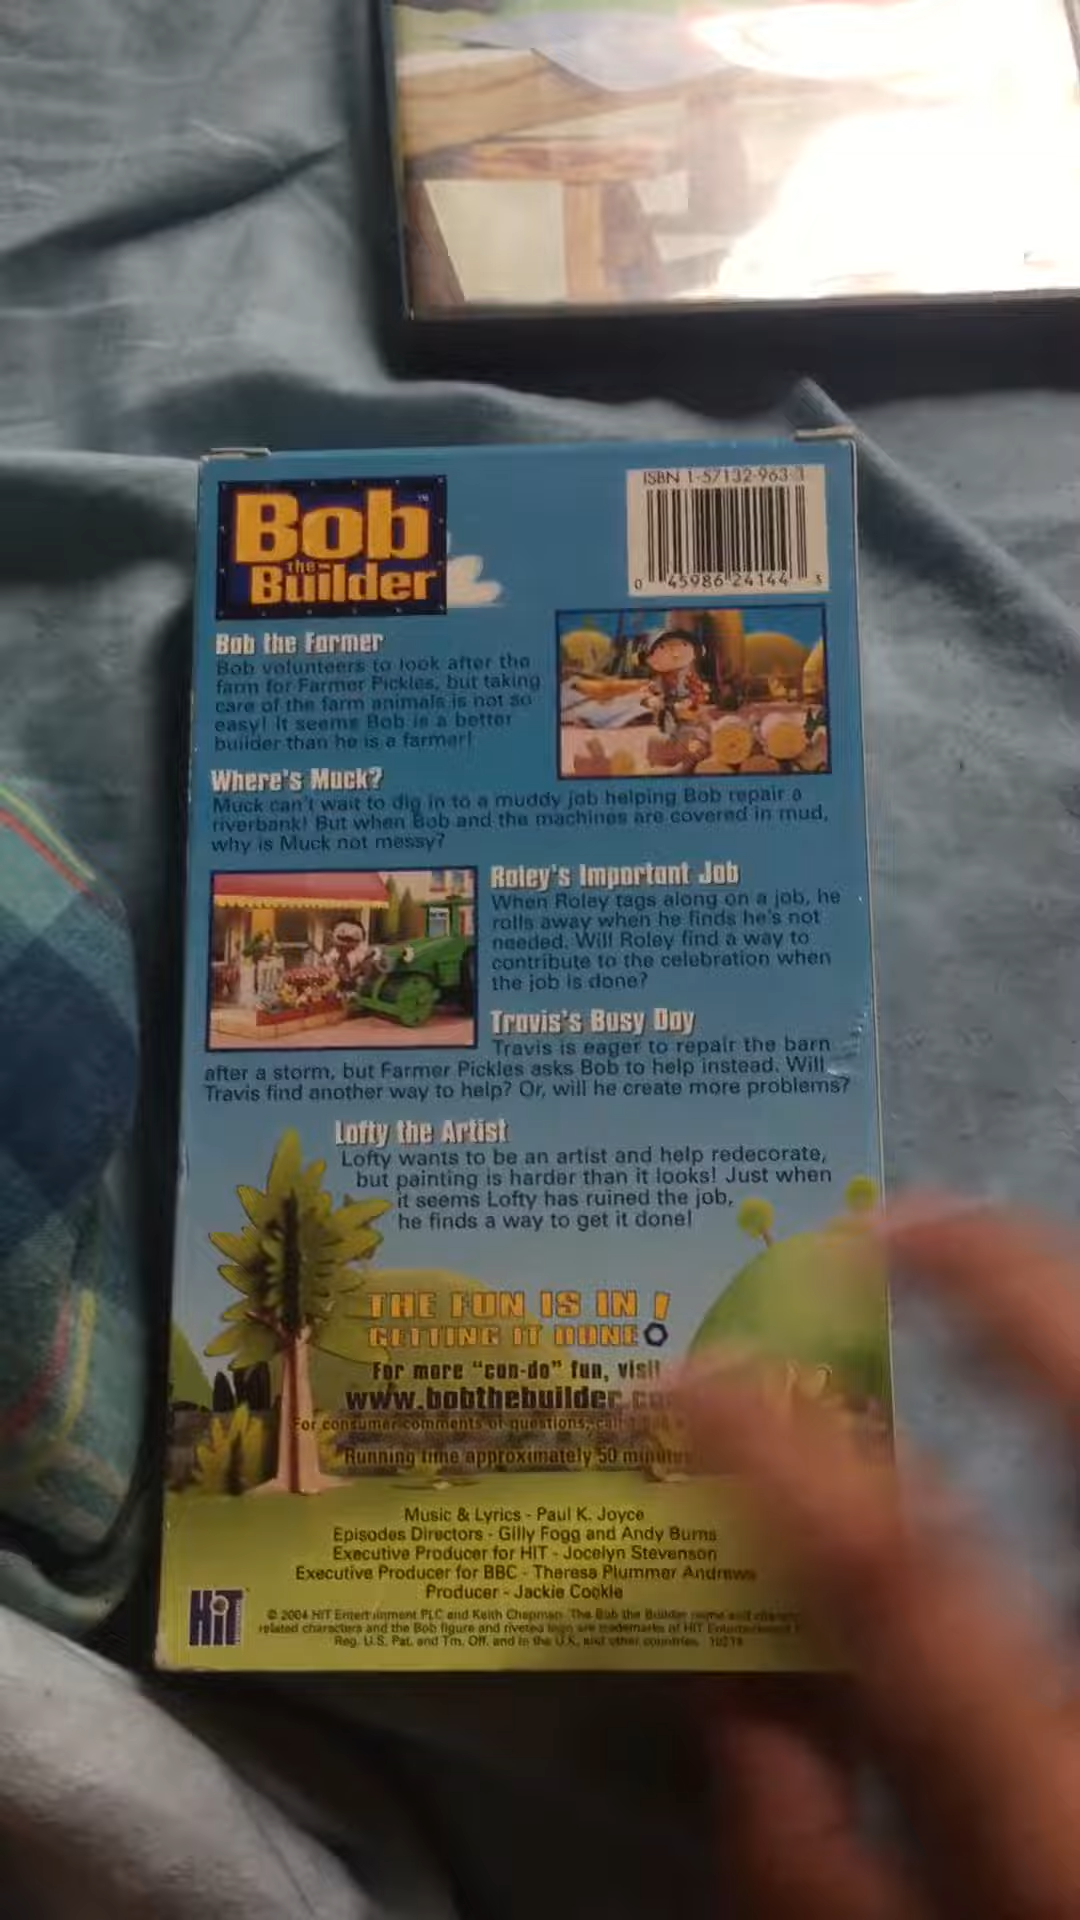 Bob
the
Builder
™
ISBN 1-57132-963-3
0 45986 24144 3
Bob the Farmer
Bob volunteers to look after the
farm for Farmer Pickles, but taking
care of the farm animals is not so
easy! It seems Bob is a better
builder than he is a farmer!
Where's Muck?
Muck can't wait to dig in to a muddy job helping Bob repair a
riverbank! But when Bob and the machines are covered in mud,
why is Muck not messy?
Roley's Important Job
When Roley tags along on a job, he
rolls away when he finds he's not
needed. Will Roley find a way to
contribute to the celebration when
the job is done?
Travis's Busy Day
Travis is eager to repair the barn
after a storm, but Farmer Pickles asks Bob to help instead. Will
Travis find another way to help? Or, will he create more problems?
Lofty the Artist
Lofty wants to be an artist and help redecorate,
but painting is harder than it looks! Just when
it seems Lofty has ruined the job,
he finds a way to get it done!
THE FUN IS IN
GETTING IT DONE!
For more "can-do" fun, visit
www.bobthebuilder.co
For consumer comments or questions, call
Running time approximately 50 minutes
Music & Lyrics - Paul K. Joyce
Episodes Directors - Gilly Fogg and Andy Burns
Executive Producer for HIT - Jocelyn Stevenson
Executive Producer for BBC - Theresa Plummer Andrews
Producer - Jackie Cockle
HiT
© 2004 HIT Entertainment PLC and Keith Chapman. The Bob the Builder name and
related characters and the Bob figure and riveted logo are trademarks of HIT Entertainment
Reg. U.S. Pat. and Tm. Off. and in the U.K. and other countries.